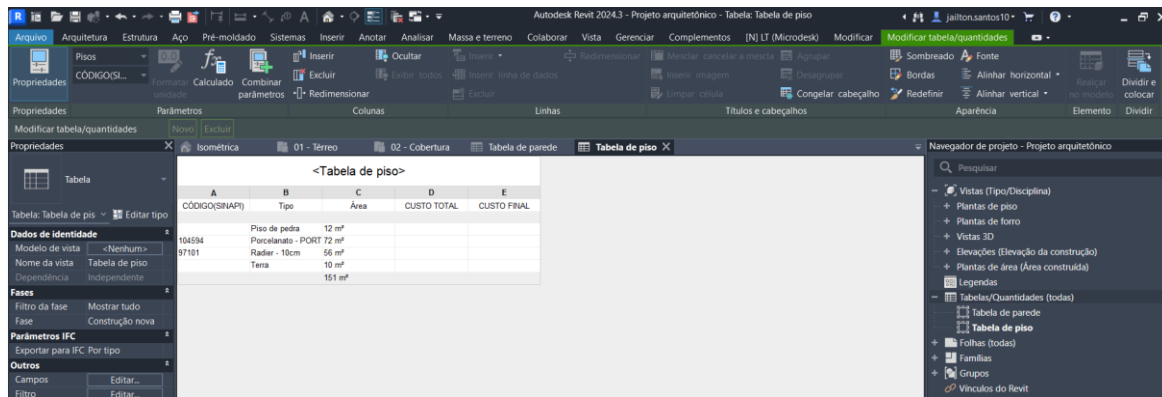 Autodesk Revit 2024.3 - Projeto arquitetônico - Tabela: Tabela de piso
jailton.santos10
Arquivo Arquitetura Estrutura Aço Pré-moldado Sistemas Inserir Anotar Analisar Massa e terreno Colaborar Vista Gerenciar Complementos [N] LT (Microdesk) Modificar Modificar tabela/quantidades
Propriedades
Pisos
CÓDIGO(SI...
Formatar unidade
Calculado
Combinar parâmetros
Inserir
Excluir
Redimensionar
Ocultar
Exibir todos
Inserir
Inserir linha de dados
Excluir
Redimensionar
Mesclar cancelar a mescla
Inserir imagem
Limpar célula
Agrupar
Desagrupar
Congelar cabeçalho
Sombreado
Bordas
Redefinir
Fonte
Alinhar horizontal
Alinhar vertical
Realçar no modelo
Dividir e colocar
Propriedades Parâmetros Colunas Linhas Títulos e cabeçalhos Aparência Elemento Dividir
Modificar tabela/quantidades Novo Excluir
Propriedades
Isométrica 01 - Térreo 02 - Cobertura Tabela de parede Tabela de piso
Tabela
Tabela: Tabela de pis Editar tipo
Dados de identidade
Modelo de vista <Nenhum>
Nome da vista Tabela de piso
Dependência Independente
Fases
Filtro da fase Mostrar tudo
Fase Construção nova
Parâmetros IFC
Exportar para IFC Por tipo
Outros
Campos Editar...
Filtro Editar...
<Tabela de piso>
A B C D E
CÓDIGO(SINAPI) Tipo Área CUSTO TOTAL CUSTO FINAL
Piso de pedra 12 m²
104594 Porcelanato - PORT 72 m²
97101 Radier - 10cm 56 m²
Terra 10 m²
151 m²
Navegador de projeto - Projeto arquitetônico
Pesquisar
Vistas (Tipo/Disciplina)
Plantas de piso
Plantas de forro
Vistas 3D
Elevações (Elevação da construção)
Plantas de área (Área construída)
Legendas
Tabelas/Quantidades (todas)
Tabela de parede
Tabela de piso
Folhas (todas)
Famílias
Grupos
Vínculos do Revit